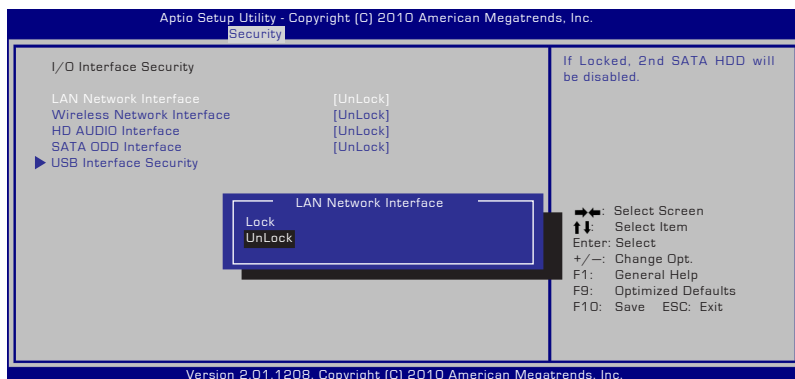 Aptio Setup Utility - Copyright (C) 2010 American Megatrends, Inc.
Security
I/O Interface Security
LAN Network Interface [UnLock]
Wireless Network Interface [UnLock]
HD AUDIO Interface [UnLock]
SATA ODD Interface [UnLock]
USB Interface Security
If Locked, 2nd SATA HDD will
be disabled.
LAN Network Interface
Lock
UnLock
→←: Select Screen
↑↓: Select Item
Enter: Select
+/—: Change Opt.
F1: General Help
F9: Optimized Defaults
F10: Save ESC: Exit
Version 2.01.1208. Copyright (C) 2010 American Megatrends, Inc.